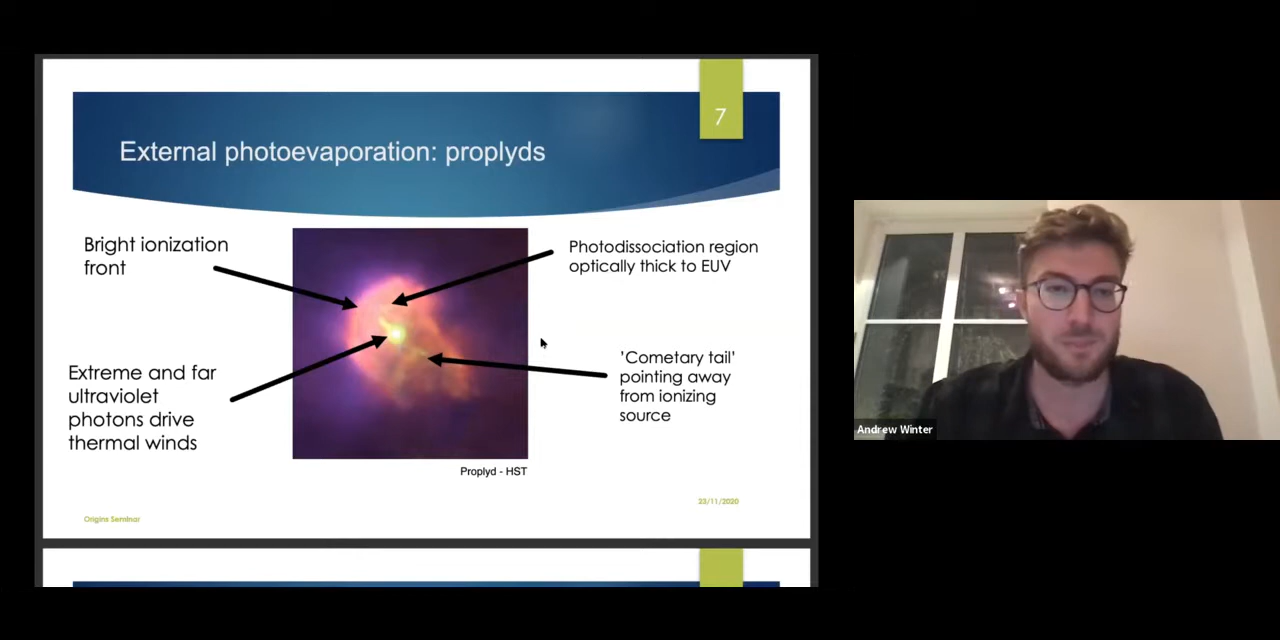 7
External photoevaporation: proplyds
Bright ionization
front
Photodissociation region
optically thick to EUV
Extreme and far
ultraviolet
photons drive
thermal winds
'Cometary tail'
pointing away
from ionizing
source
Proplyd - HST
23/11/2020
Origins Seminar
Andrew Winter